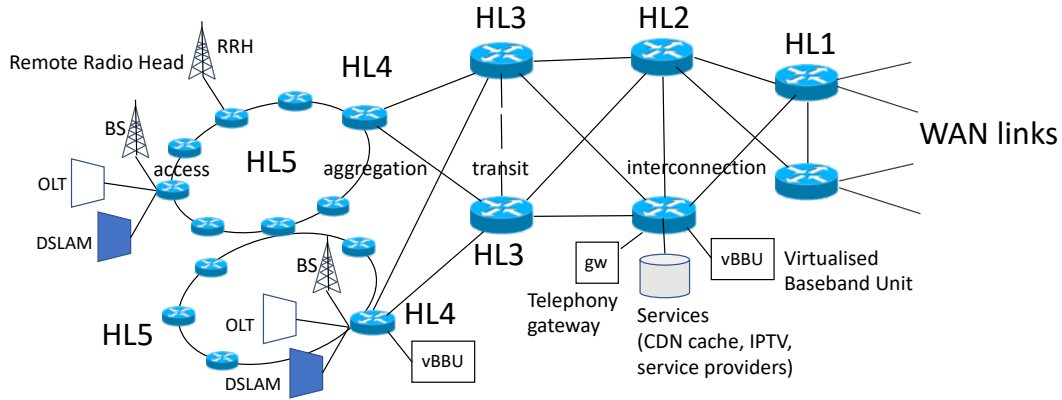 HL3
HL2
HL1
RRH
Remote Radio Head
HL4
BS
WAN links
access
HL5
aggregation
transit
interconnection
OLT
DSLAM
HL3
BS
gw
vBBU
Virtualised
Baseband Unit
Telephony
gateway
Services
(CDN cache, IPTV,
service providers)
HL5
OLT
HL4
vBBU
DSLAM